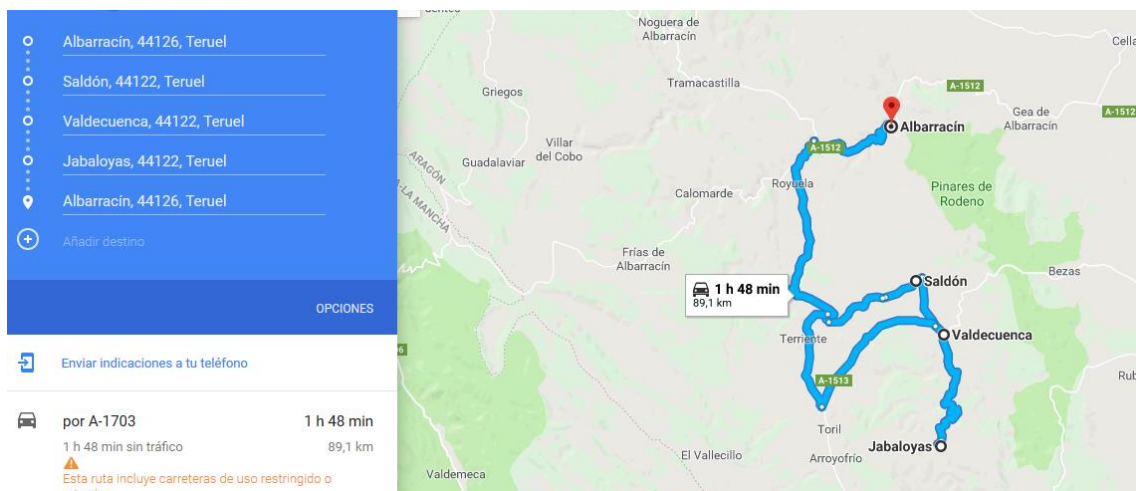 Albarracín, 44126, Teruel
Saldón, 44122, Teruel
Valdecuenca, 44122, Teruel
Jabaloyas, 44122, Teruel
Albarracín, 44126, Teruel
Añadir destino
OPCIONES
Enviar indicaciones a tu teléfono
por A-1703
1 h 48 min
1 h 48 min sin tráfico
89,1 km
Esta ruta incluye carreteras de uso restringido o
Noguera de
Albarracín
Cella
Tramacastilla
A-1512
Griegos
Gea de
Albarracín
A-1512
Albarracín
A-1512
Villar
del Cobo
Guadalaviar
ARAGÓN
Royuela
Calomarde
Pinares de
Rodeno
Frías de
Albarracín
Saldón
Bezas
1 h 48 min
89,1 km
Valdecuenca
Terriente
A-1513
Toril
Jabaloyas
El Vallecillo
Arroyofrío
Valdemeca